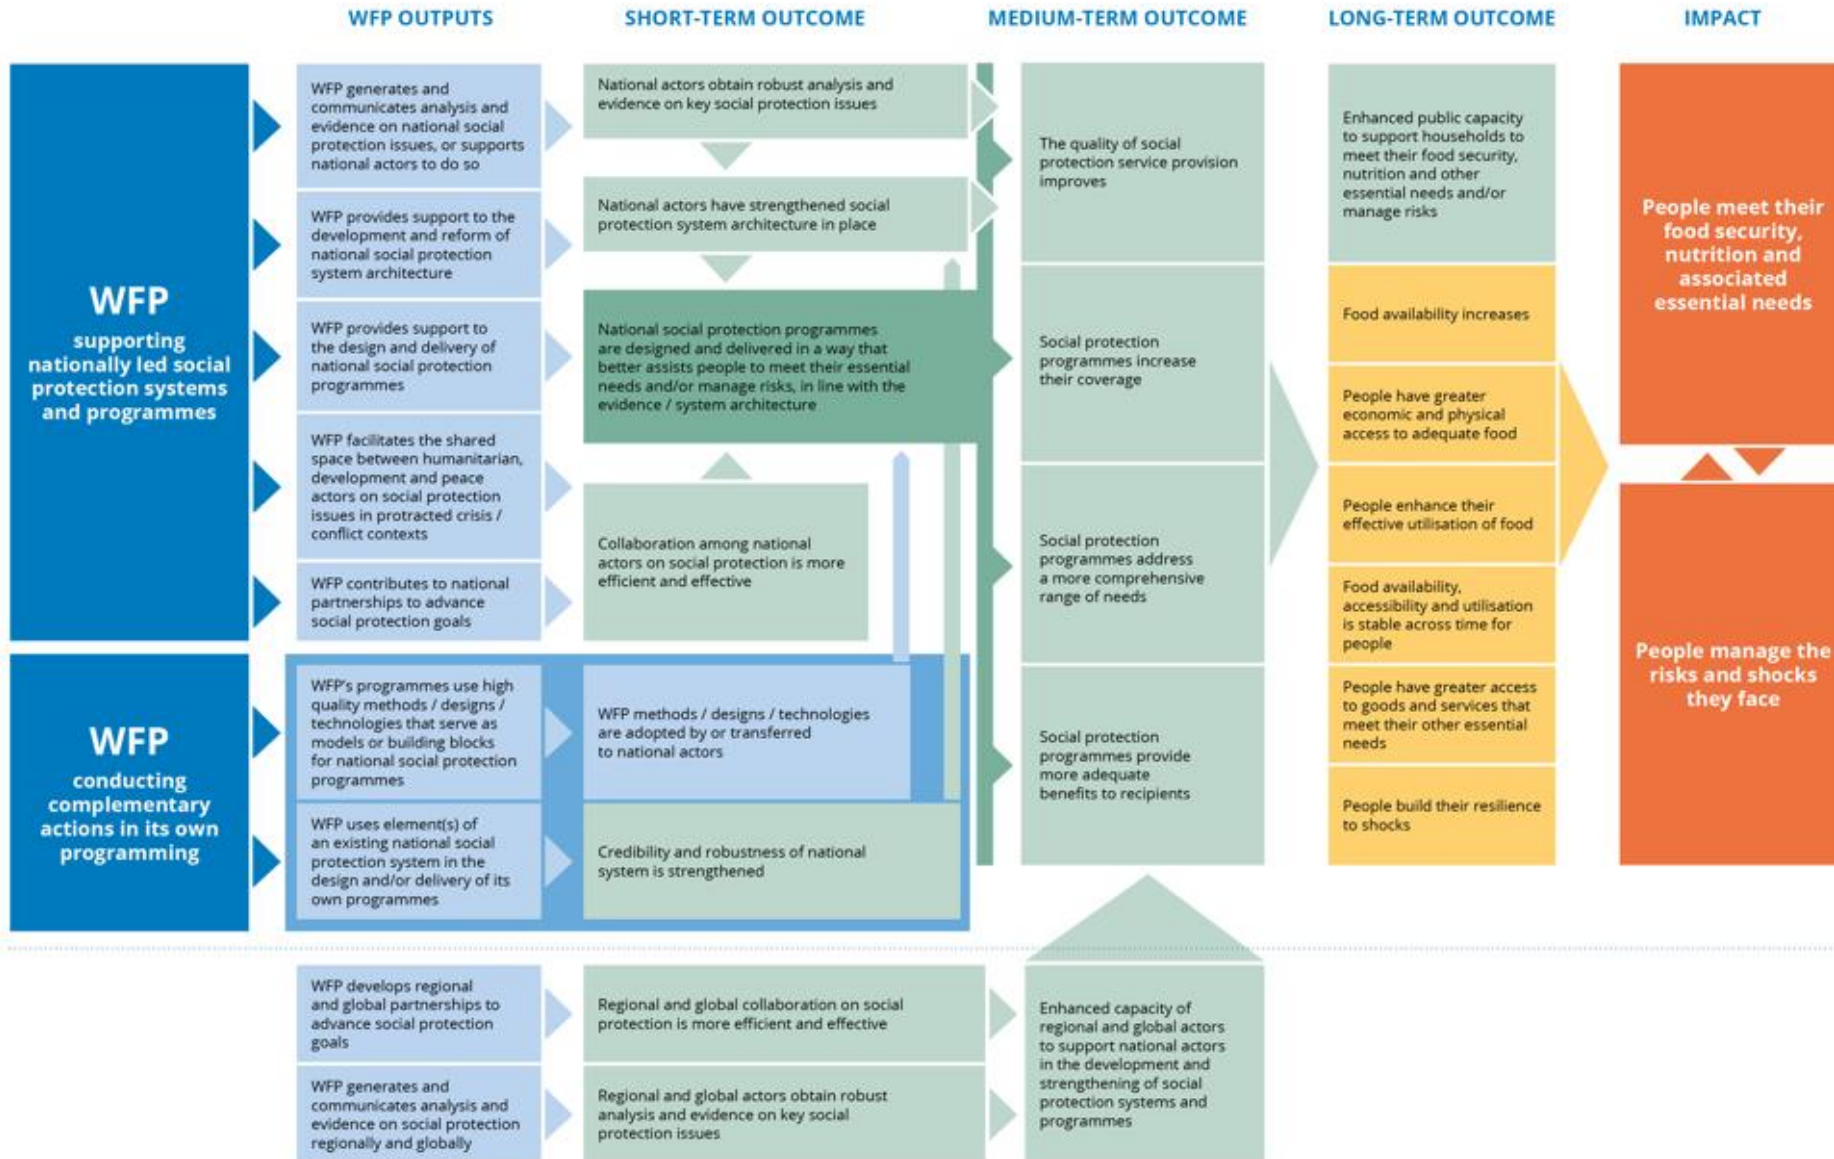 WFP OUTPUTS
SHORT-TERM OUTCOME
MEDIUM-TERM OUTCOME
LONG-TERM OUTCOME
IMPACT
WFP
supporting
nationally led social
protection systems
and programmes
WFP generates and
communicates analysis and
evidence on national social
protection issues, or supports
national actors to do so
WFP provides support to the
development and reform of
national social protection
system architecture
WFP provides support to
the design and delivery of
national social protection
programmes
WFP facilitates the shared
space between humanitarian,
development and peace
actors on social protection
issues in protracted crisis /
conflict contexts
WFP contributes to national
partnerships to advance
social protection goals
National actors obtain robust analysis and
evidence on key social protection issues
National actors have strengthened social
protection system architecture in place
National social protection programmes
are designed and delivered in a way that
better assists people to meet their essential
needs and/or manage risks, in line with the
evidence / system architecture
Collaboration among national
actors on social protection is more
efficient and effective
WFP
conducting
complementary
actions in its own
programming
WFP's programmes use high
quality methods / designs /
technologies that serve as
models or building blocks
for national social protection
programmes
WFP uses element(s) of
an existing national social
protection system in the
design and/or delivery of its
own programmes
WFP methods / designs / technologies
are adopted by or transferred
to national actors
Credibility and robustness of national
system is strengthened
The quality of social
protection service provision
improves
Social protection
programmes increase
their coverage
Social protection
programmes address
a more comprehensive
range of needs
Social protection
programmes provide
more adequate
benefits to recipients
Enhanced public capacity
to support households to
meet their food security,
nutrition and other
essential needs and/or
manage risks
Food availability increases
People have greater
economic and physical
access to adequate food
People enhance their
effective utilisation of food
Food availability,
accessibility and utilisation
is stable across time for
people
People have greater access
to goods and services that
meet their other essential
needs
People build their resilience
to shocks
People meet their
food security,
nutrition and
associated
essential needs
People manage the
risks and shocks
they face
WFP develops regional
and global partnerships to
advance social protection
goals
WFP generates and
communicates analysis and
evidence on social protection
regionally and globally
Regional and global collaboration on social
protection is more efficient and effective
Regional and global actors obtain robust
analysis and evidence on key social
protection issues
Enhanced capacity of
regional and global actors
to support national actors
in the development and
strengthening of social
protection systems and
programmes